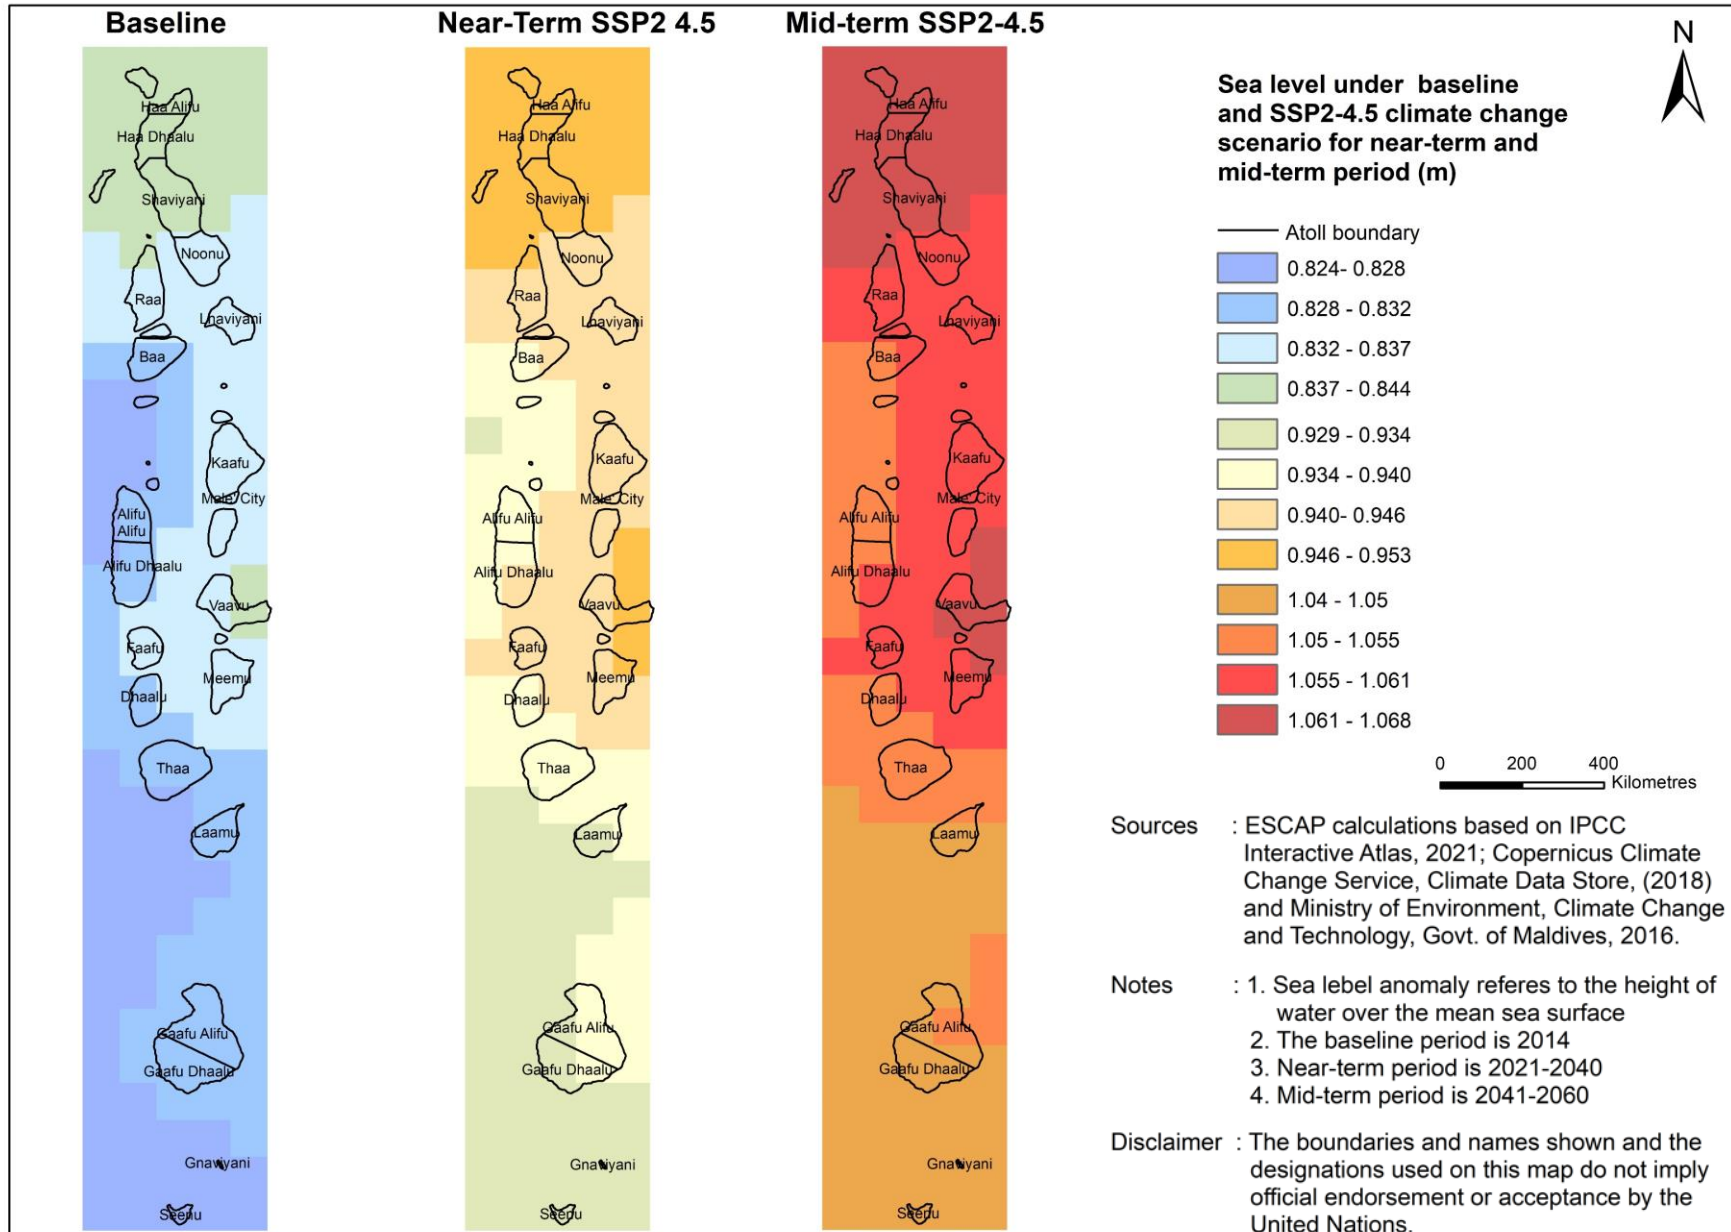 Baseline
Near-Term SSP2 4.5
Mid-term SSP2-4.5
Haa Alifu
Haa Dhaalu
Shaviyani
Noonu
Raa
Lhaviyani
Baa
Kaafu
Male' City
Alifu
Alifu
Alifu Dhaalu
Vaavu
Faafu
Meemu
Dhaalu
Thaa
Laamu
Gaafu Alifu
Gaafu Dhaalu
Gnaviyani
Seenu
Haa Alifu
Haa Dhaalu
Shaviyani
Noonu
Raa
Lhaviyani
Baa
Kaafu
Male' City
Alifu Alifu
Alifu Dhaalu
Vaavu
Faafu
Meemu
Dhaalu
Thaa
Laamu
Gaafu Alifu
Gaafu Dhaalu
Gnaviyani
Seenu
Haa Alifu
Haa Dhaalu
Shaviyani
Noonu
Raa
Lhaviyani
Baa
Kaafu
Male' City
Alifu Alifu
Alifu Dhaalu
Vaavu
Faafu
Meemu
Dhaalu
Thaa
Laamu
Gaafu Alifu
Gaafu Dhaalu
Gnaviyani
Seenu
N
Sea level under baseline
and SSP2-4.5 climate change
scenario for near-term and
mid-term period (m)
Atoll boundary
0.824- 0.828
0.828 - 0.832
0.832 - 0.837
0.837 - 0.844
0.929 - 0.934
0.934 - 0.940
0.940- 0.946
0.946 - 0.953
1.04 - 1.05
1.05 - 1.055
1.055 - 1.061
1.061 - 1.068
0 200 400
Kilometres
Sources : ESCAP calculations based on IPCC
Interactive Atlas, 2021; Copernicus Climate
Change Service, Climate Data Store, (2018)
and Ministry of Environment, Climate Change
and Technology, Govt. of Maldives, 2016.
Notes : 1. Sea lebel anomaly referes to the height of
water over the mean sea surface
2. The baseline period is 2014
3. Near-term period is 2021-2040
4. Mid-term period is 2041-2060
Disclaimer : The boundaries and names shown and the
designations used on this map do not imply
official endorsement or acceptance by the
United Nations.